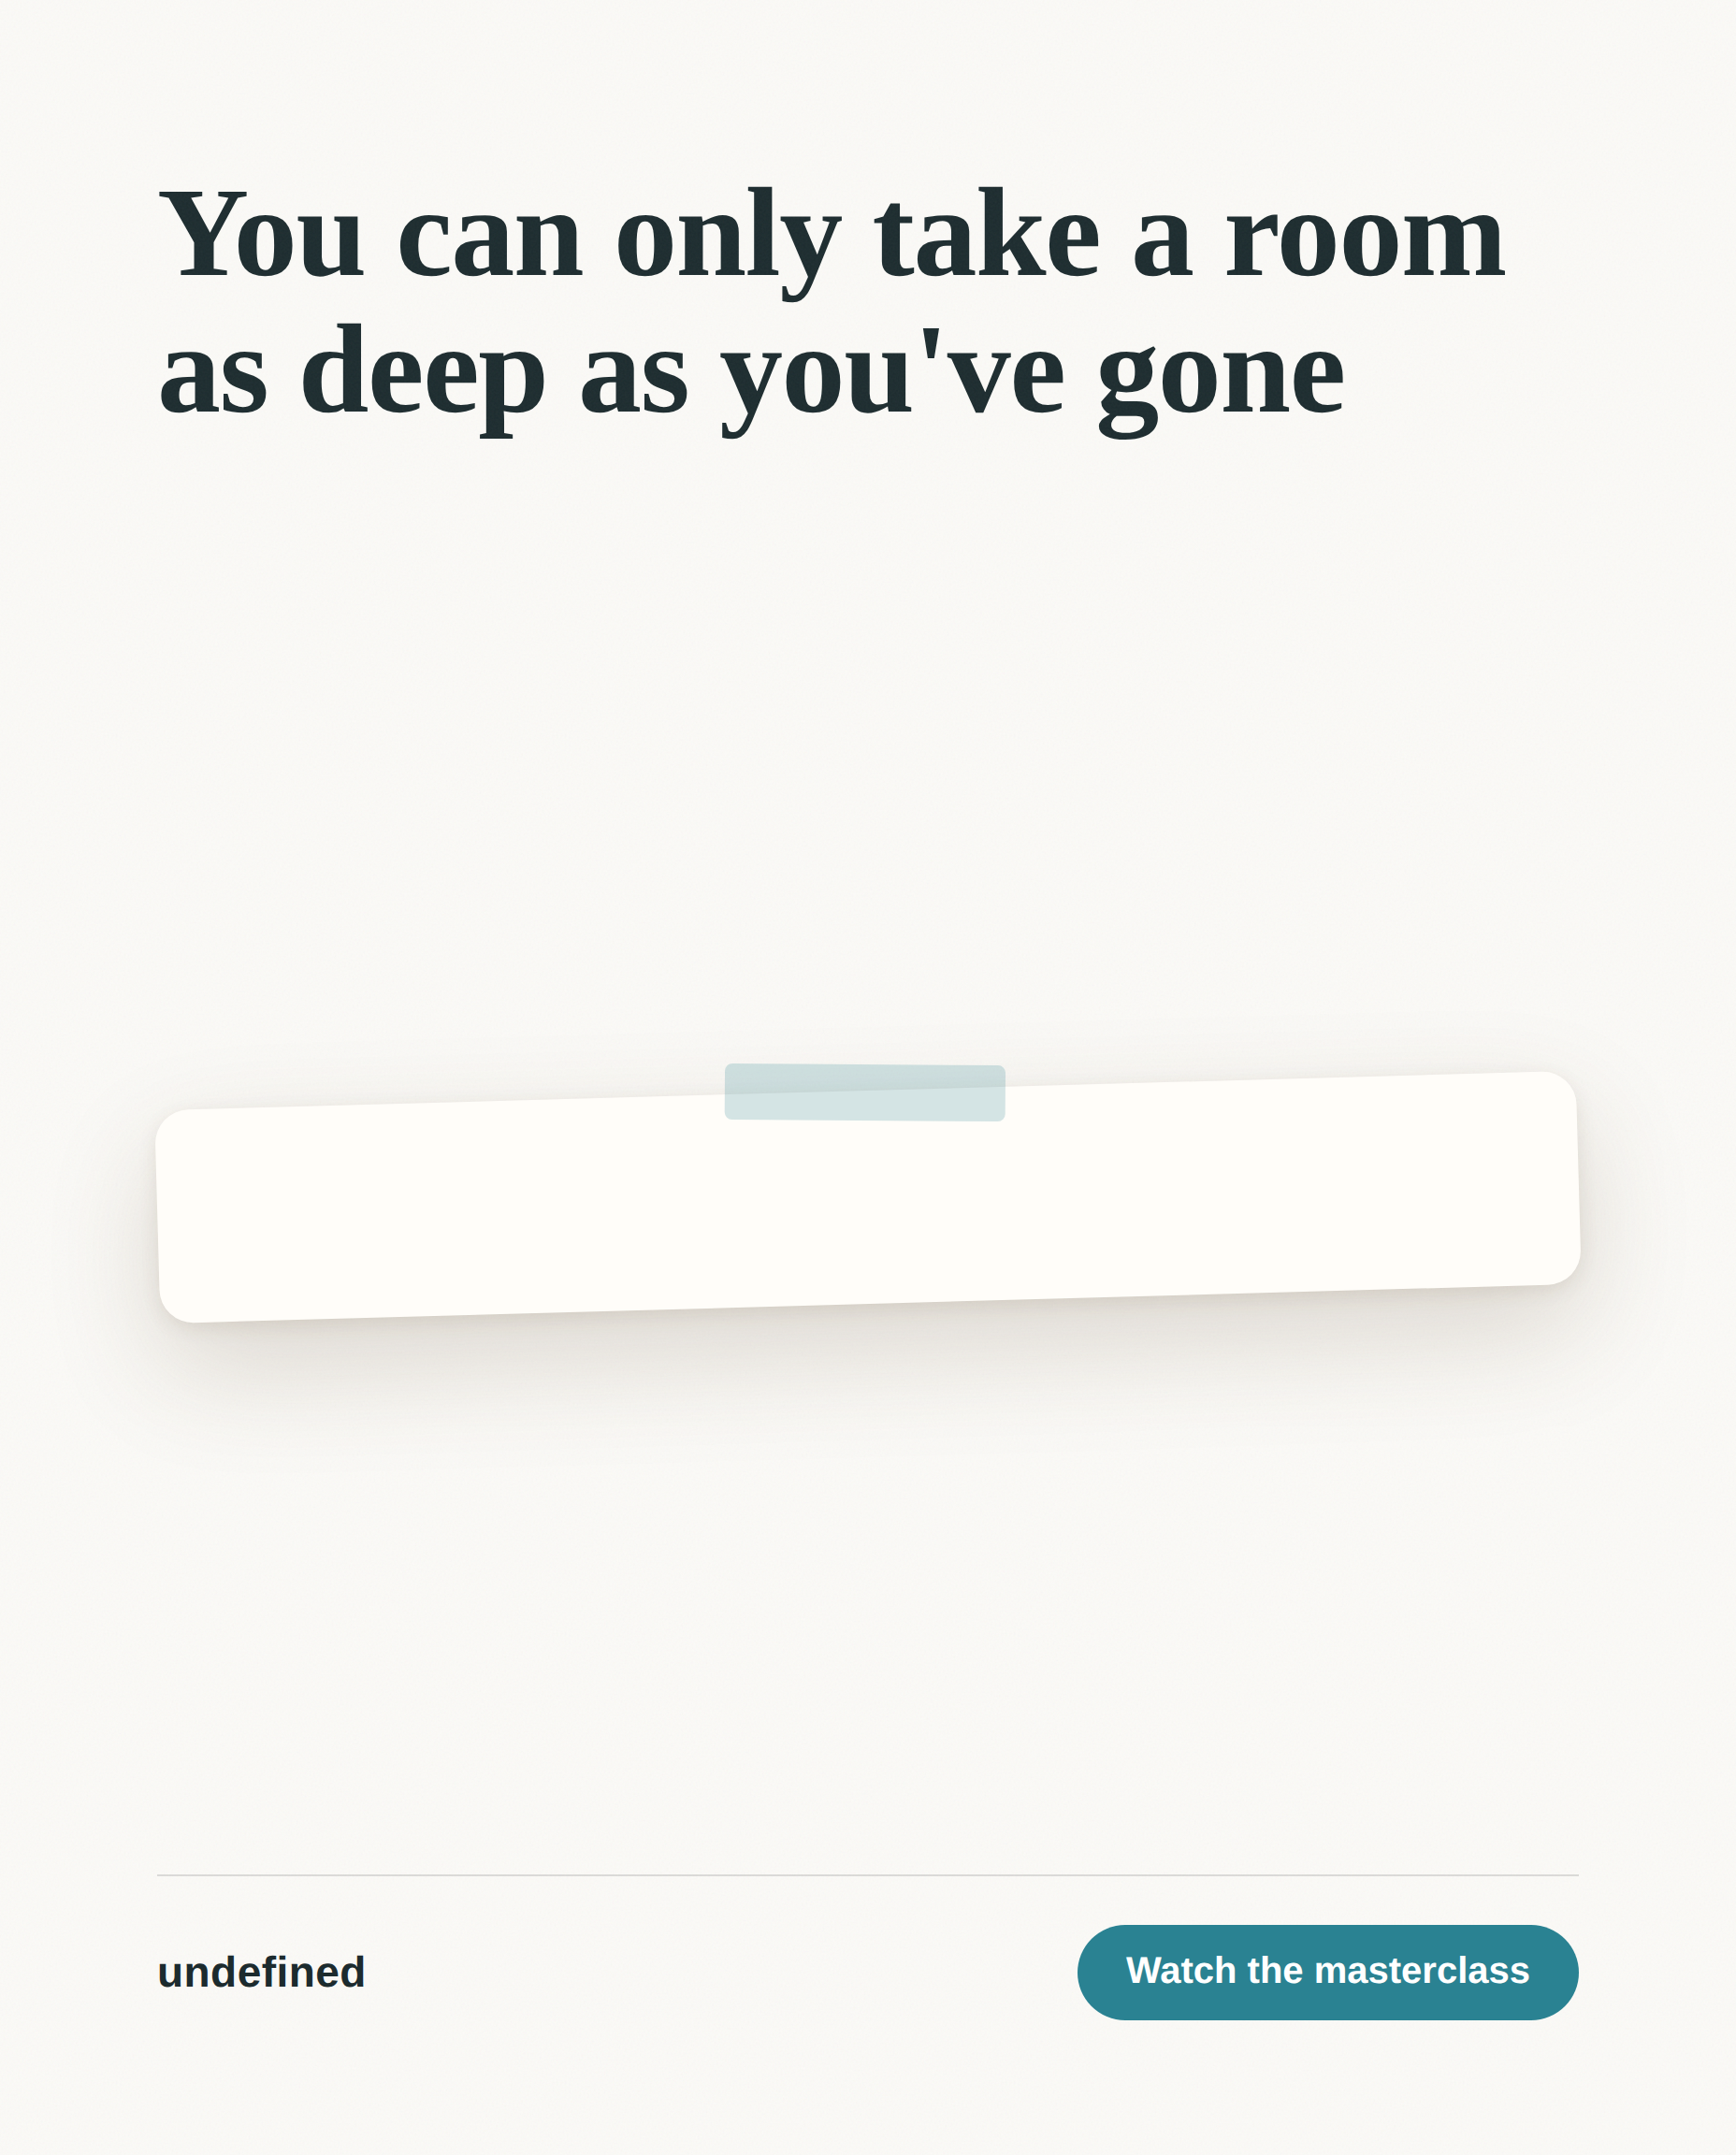 You can only take a room
as deep as you've gone
undefined
Watch the masterclass